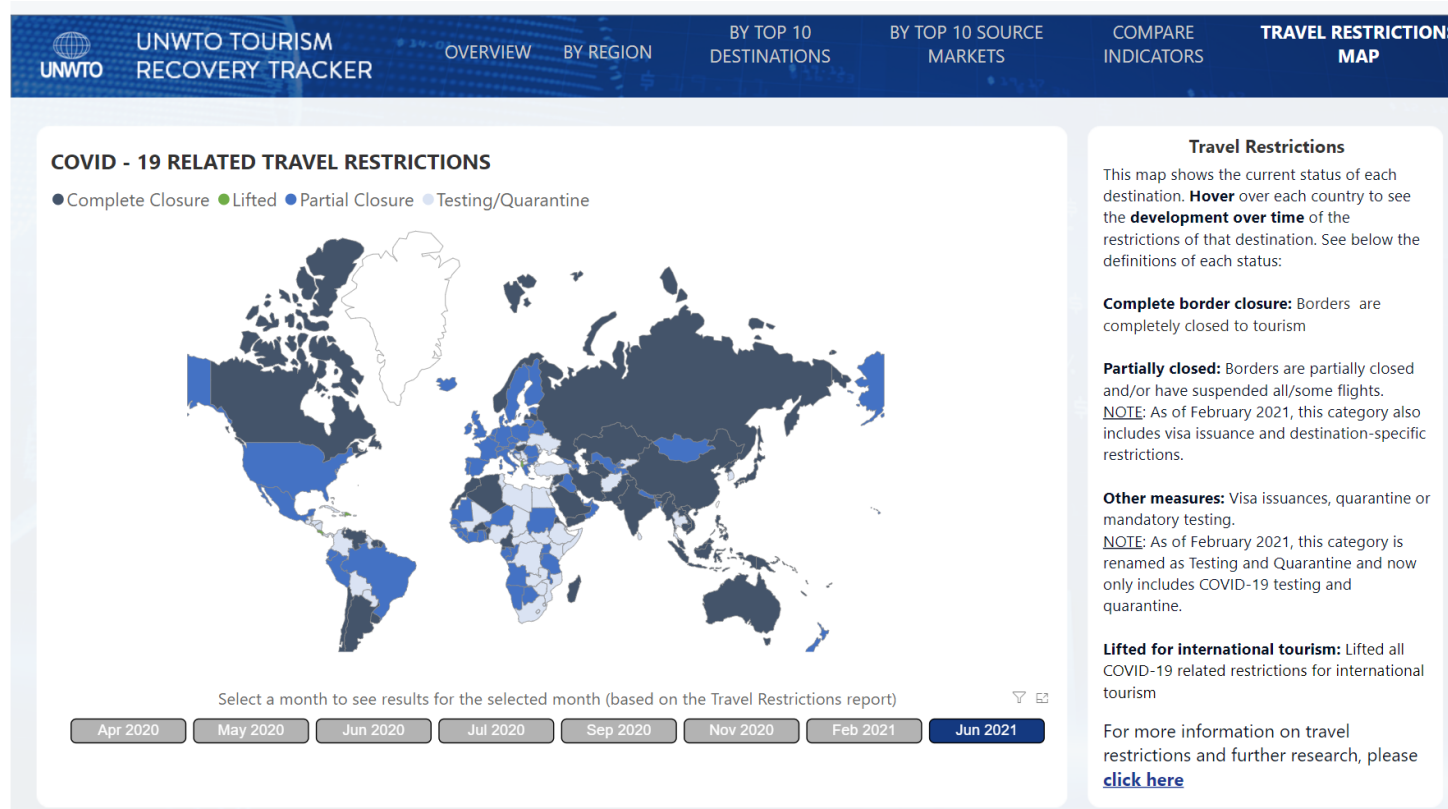 UNWTO
UNWTO TOURISM
RECOVERY TRACKER
OVERVIEW
BY REGION
BY TOP 10
DESTINATIONS
BY TOP 10 SOURCE
MARKETS
COMPARE
INDICATORS
TRAVEL RESTRICTIONS
MAP
COVID - 19 RELATED TRAVEL RESTRICTIONS
Complete Closure Lifted Partial Closure Testing/Quarantine
Select a month to see results for the selected month (based on the Travel Restrictions report)
Apr 2020 May 2020 Jun 2020 Jul 2020 Sep 2020 Nov 2020 Feb 2021 Jun 2021
Travel Restrictions
This map shows the current status of each
destination. Hover over each country to see
the development over time of the
restrictions of that destination. See below the
definitions of each status:
Complete border closure: Borders are
completely closed to tourism
Partially closed: Borders are partially closed
and/or have suspended all/some flights.
NOTE: As of February 2021, this category also
includes visa issuance and destination-specific
restrictions.
Other measures: Visa issuances, quarantine or
mandatory testing.
NOTE: As of February 2021, this category is
renamed as Testing and Quarantine and now
only includes COVID-19 testing and
quarantine.
Lifted for international tourism: Lifted all
COVID-19 related restrictions for international
tourism
For more information on travel
restrictions and further research, please
click here